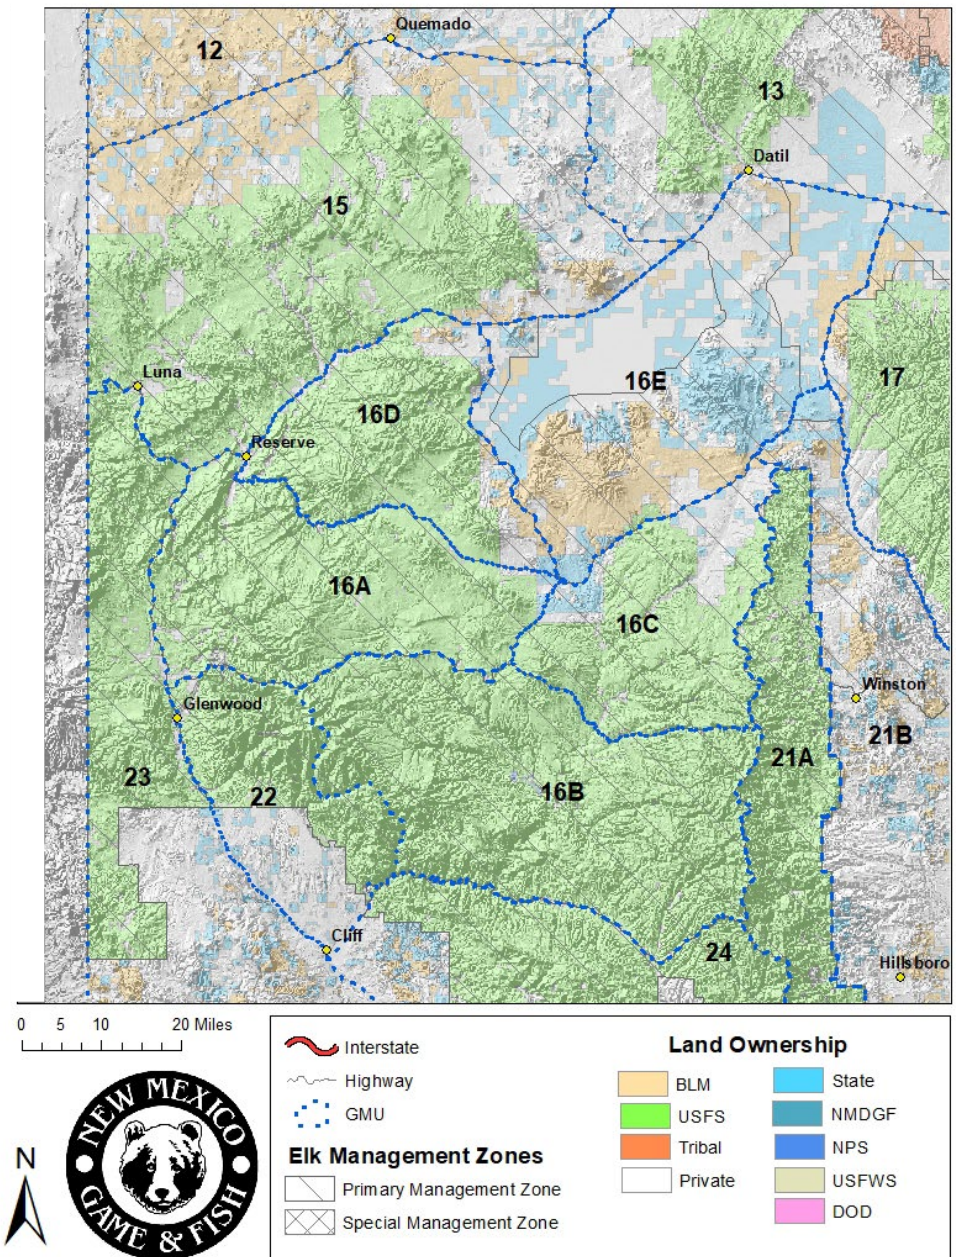 Quemado
12
13
Datil
15
17
16E
Luna
16D
Reserve
16A
16C
Winston
Glenwood
21B
21A
23
22
16B
Cliff
24
Hillsboro
0 5 10 20 Miles
Interstate
Highway
GMU
Elk Management Zones
Primary Management Zone
Special Management Zone
Land Ownership
BLM
USFS
Tribal
Private
State
NMDGF
NPS
USFWS
DOD
N
NEW MEXICO
GAME & FISH